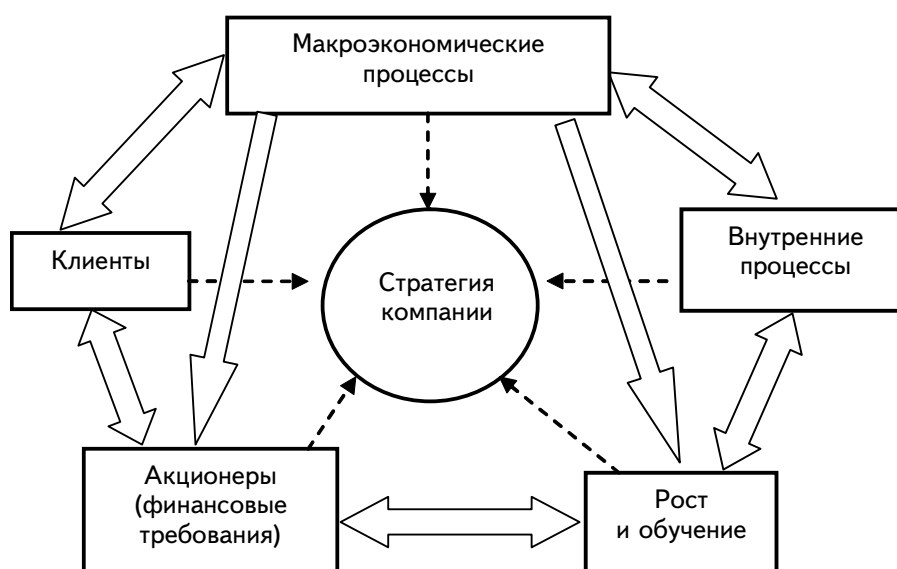 Макроэкономические
процессы
Клиенты
Стратегия
компании
Внутренние
процессы
Акционеры
(финансовые
требования)
Рост
и обучение